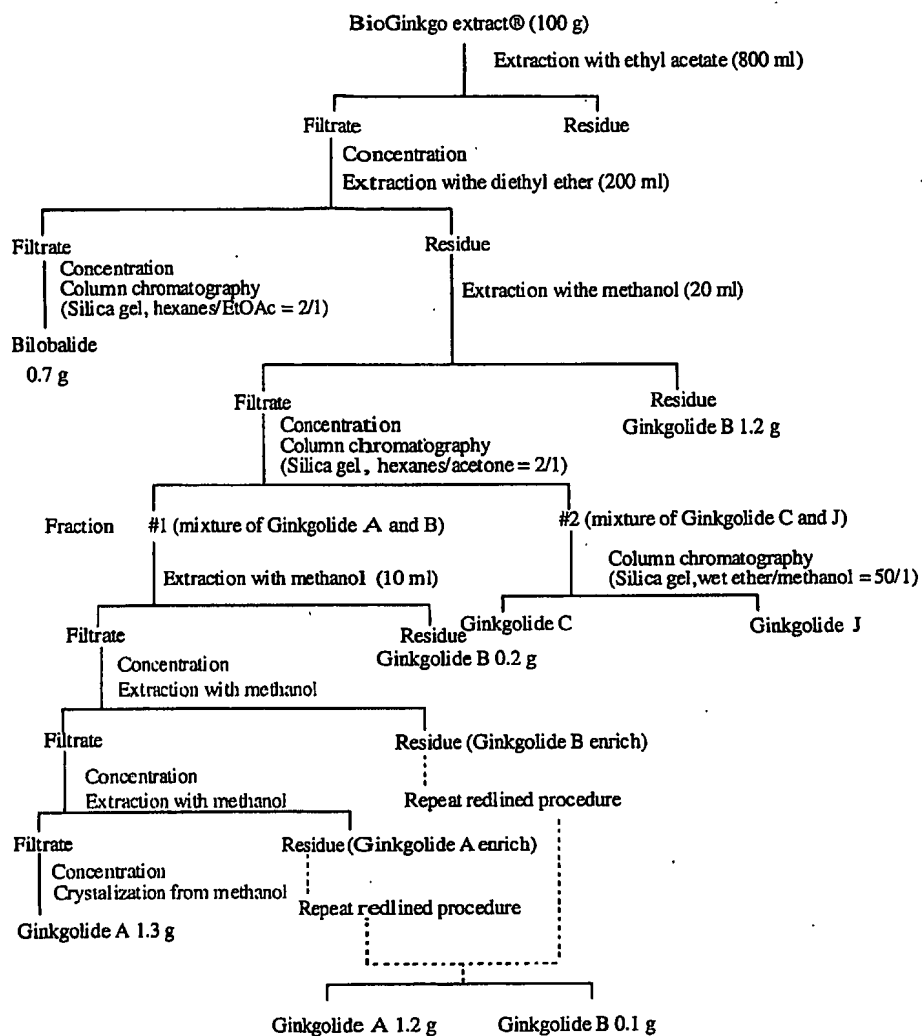 BioGinkgo extract® (100 g)
Extraction with ethyl acetate (800 ml)
Filtrate
Residue
Concentration
Extraction withe diethyl ether (200 ml)
Filtrate
Residue
Concentration
Column chromatography
(Silica gel, hexanes/EtOAc = 2/1)
Extraction withe methanol (20 ml)
Bilobalide
0.7 g
Filtrate
Residue
Ginkgolide B 1.2 g
Concentration
Column chromatography
(Silica gel, hexanes/acetone = 2/1)
Fraction
#1 (mixture of Ginkgolide A and B)
#2 (mixture of Ginkgolide C and J)
Extraction with methanol (10 ml)
Column chromatography
(Silica gel,wet ether/methanol = 50/1)
Filtrate
Residue
Ginkgolide B 0.2 g
Ginkgolide C
Ginkgolide J
Concentration
Extraction with methanol
Filtrate
Residue (Ginkgolide B enrich)
Concentration
Extraction with methanol
Repeat redlined procedure
Filtrate
Residue (Ginkgolide A enrich)
Concentration
Crystalization from methanol
Repeat redlined procedure
Ginkgolide A 1.3 g
Ginkgolide A 1.2 g
Ginkgolide B 0.1 g